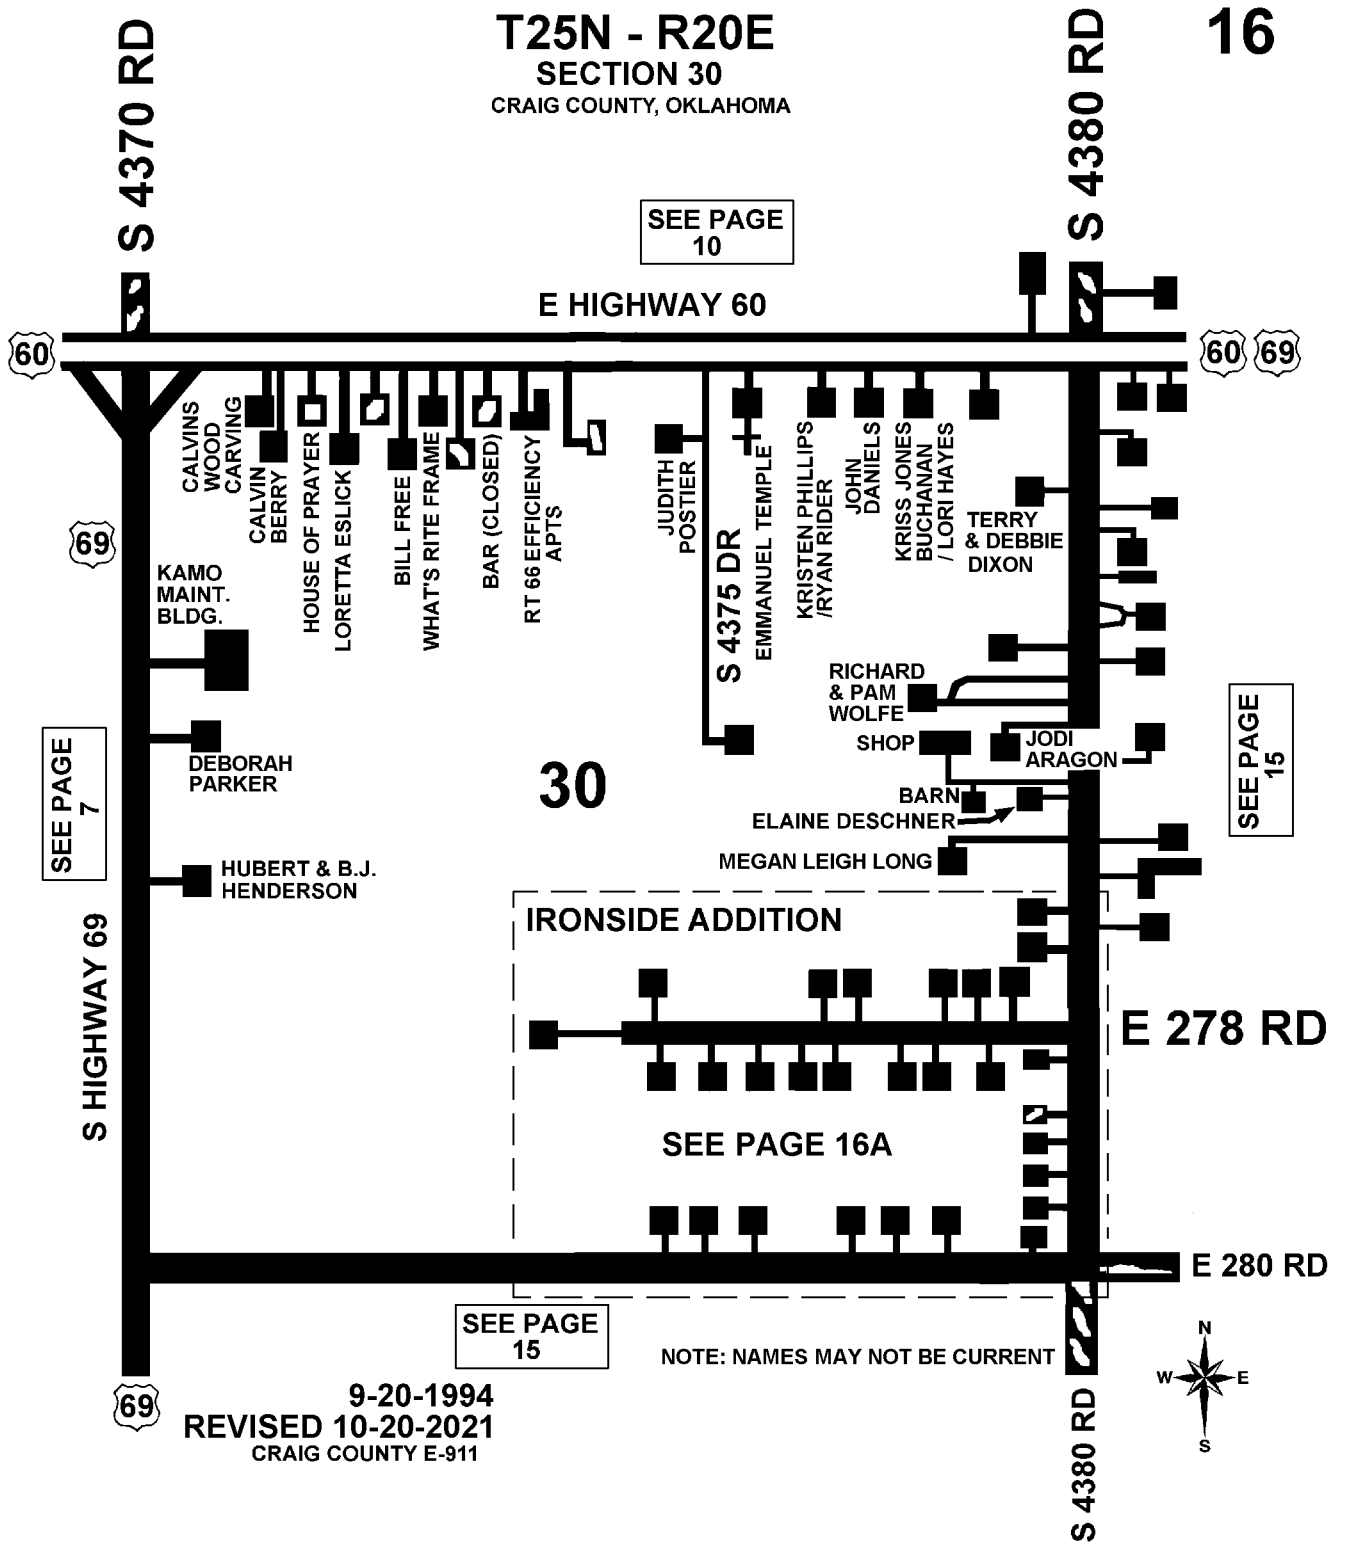 T25N - R20E
SECTION 30
CRAIG COUNTY, OKLAHOMA
16
S 4370 RD
S 4380 RD
SEE PAGE
10
E HIGHWAY 60
60
60
69
CALVINS
WOOD
CARVING
CALVIN
BERRY
HOUSE OF PRAYER
LORETTA ESLICK
BILL FREE
WHAT'S RITE FRAME
BAR (CLOSED)
RT 66 EFFICIENCY
APTS
JUDITH
POSTIER
S 4375 DR
EMMANUEL TEMPLE
KRISTEN PHILLIPS
/RYAN RIDER
JOHN
DANIELS
KRISS JONES
BUCHANAN
/ LORI HAYES
TERRY
& DEBBIE
DIXON
69
KAMO
MAINT.
BLDG.
RICHARD
& PAM
WOLFE
SHOP
JODI
ARAGON
DEBORAH
PARKER
SEE PAGE
7
SEE PAGE
15
30
BARN
ELAINE DESCHNER
MEGAN LEIGH LONG
HUBERT & B.J.
HENDERSON
IRONSIDE ADDITION
S HIGHWAY 69
E 278 RD
SEE PAGE 16A
E 280 RD
SEE PAGE
15
NOTE: NAMES MAY NOT BE CURRENT
N
W
E
S
69
9-20-1994
REVISED 10-20-2021
CRAIG COUNTY E-911
S 4380 RD